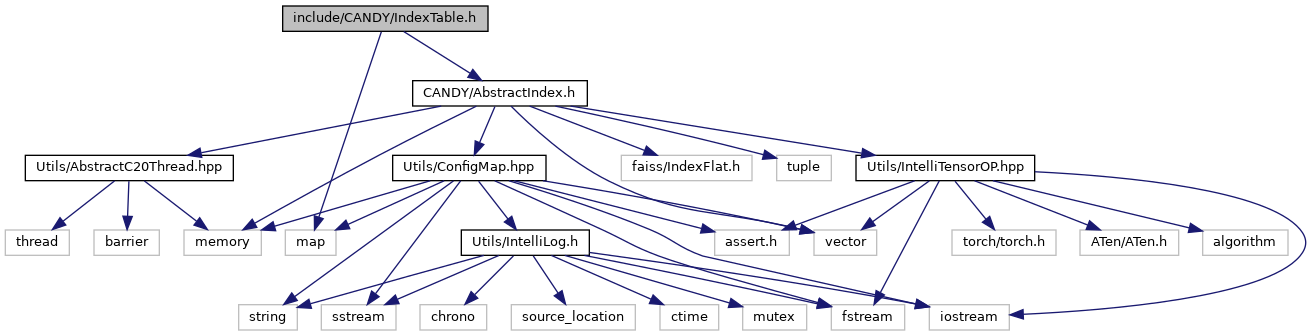 include/CANDY/IndexTable.h
CANDY/AbstractIndex.h
Utils/AbstractC20Thread.hpp
Utils/ConfigMap.hpp
faiss/IndexFlat.h
tuple
Utils/IntelliTensorOP.hpp
thread
barrier
memory
map
Utils/IntelliLog.h
assert.h
vector
torch/torch.h
ATen/ATen.h
algorithm
string
sstream
chrono
source_location
ctime
mutex
fstream
iostream